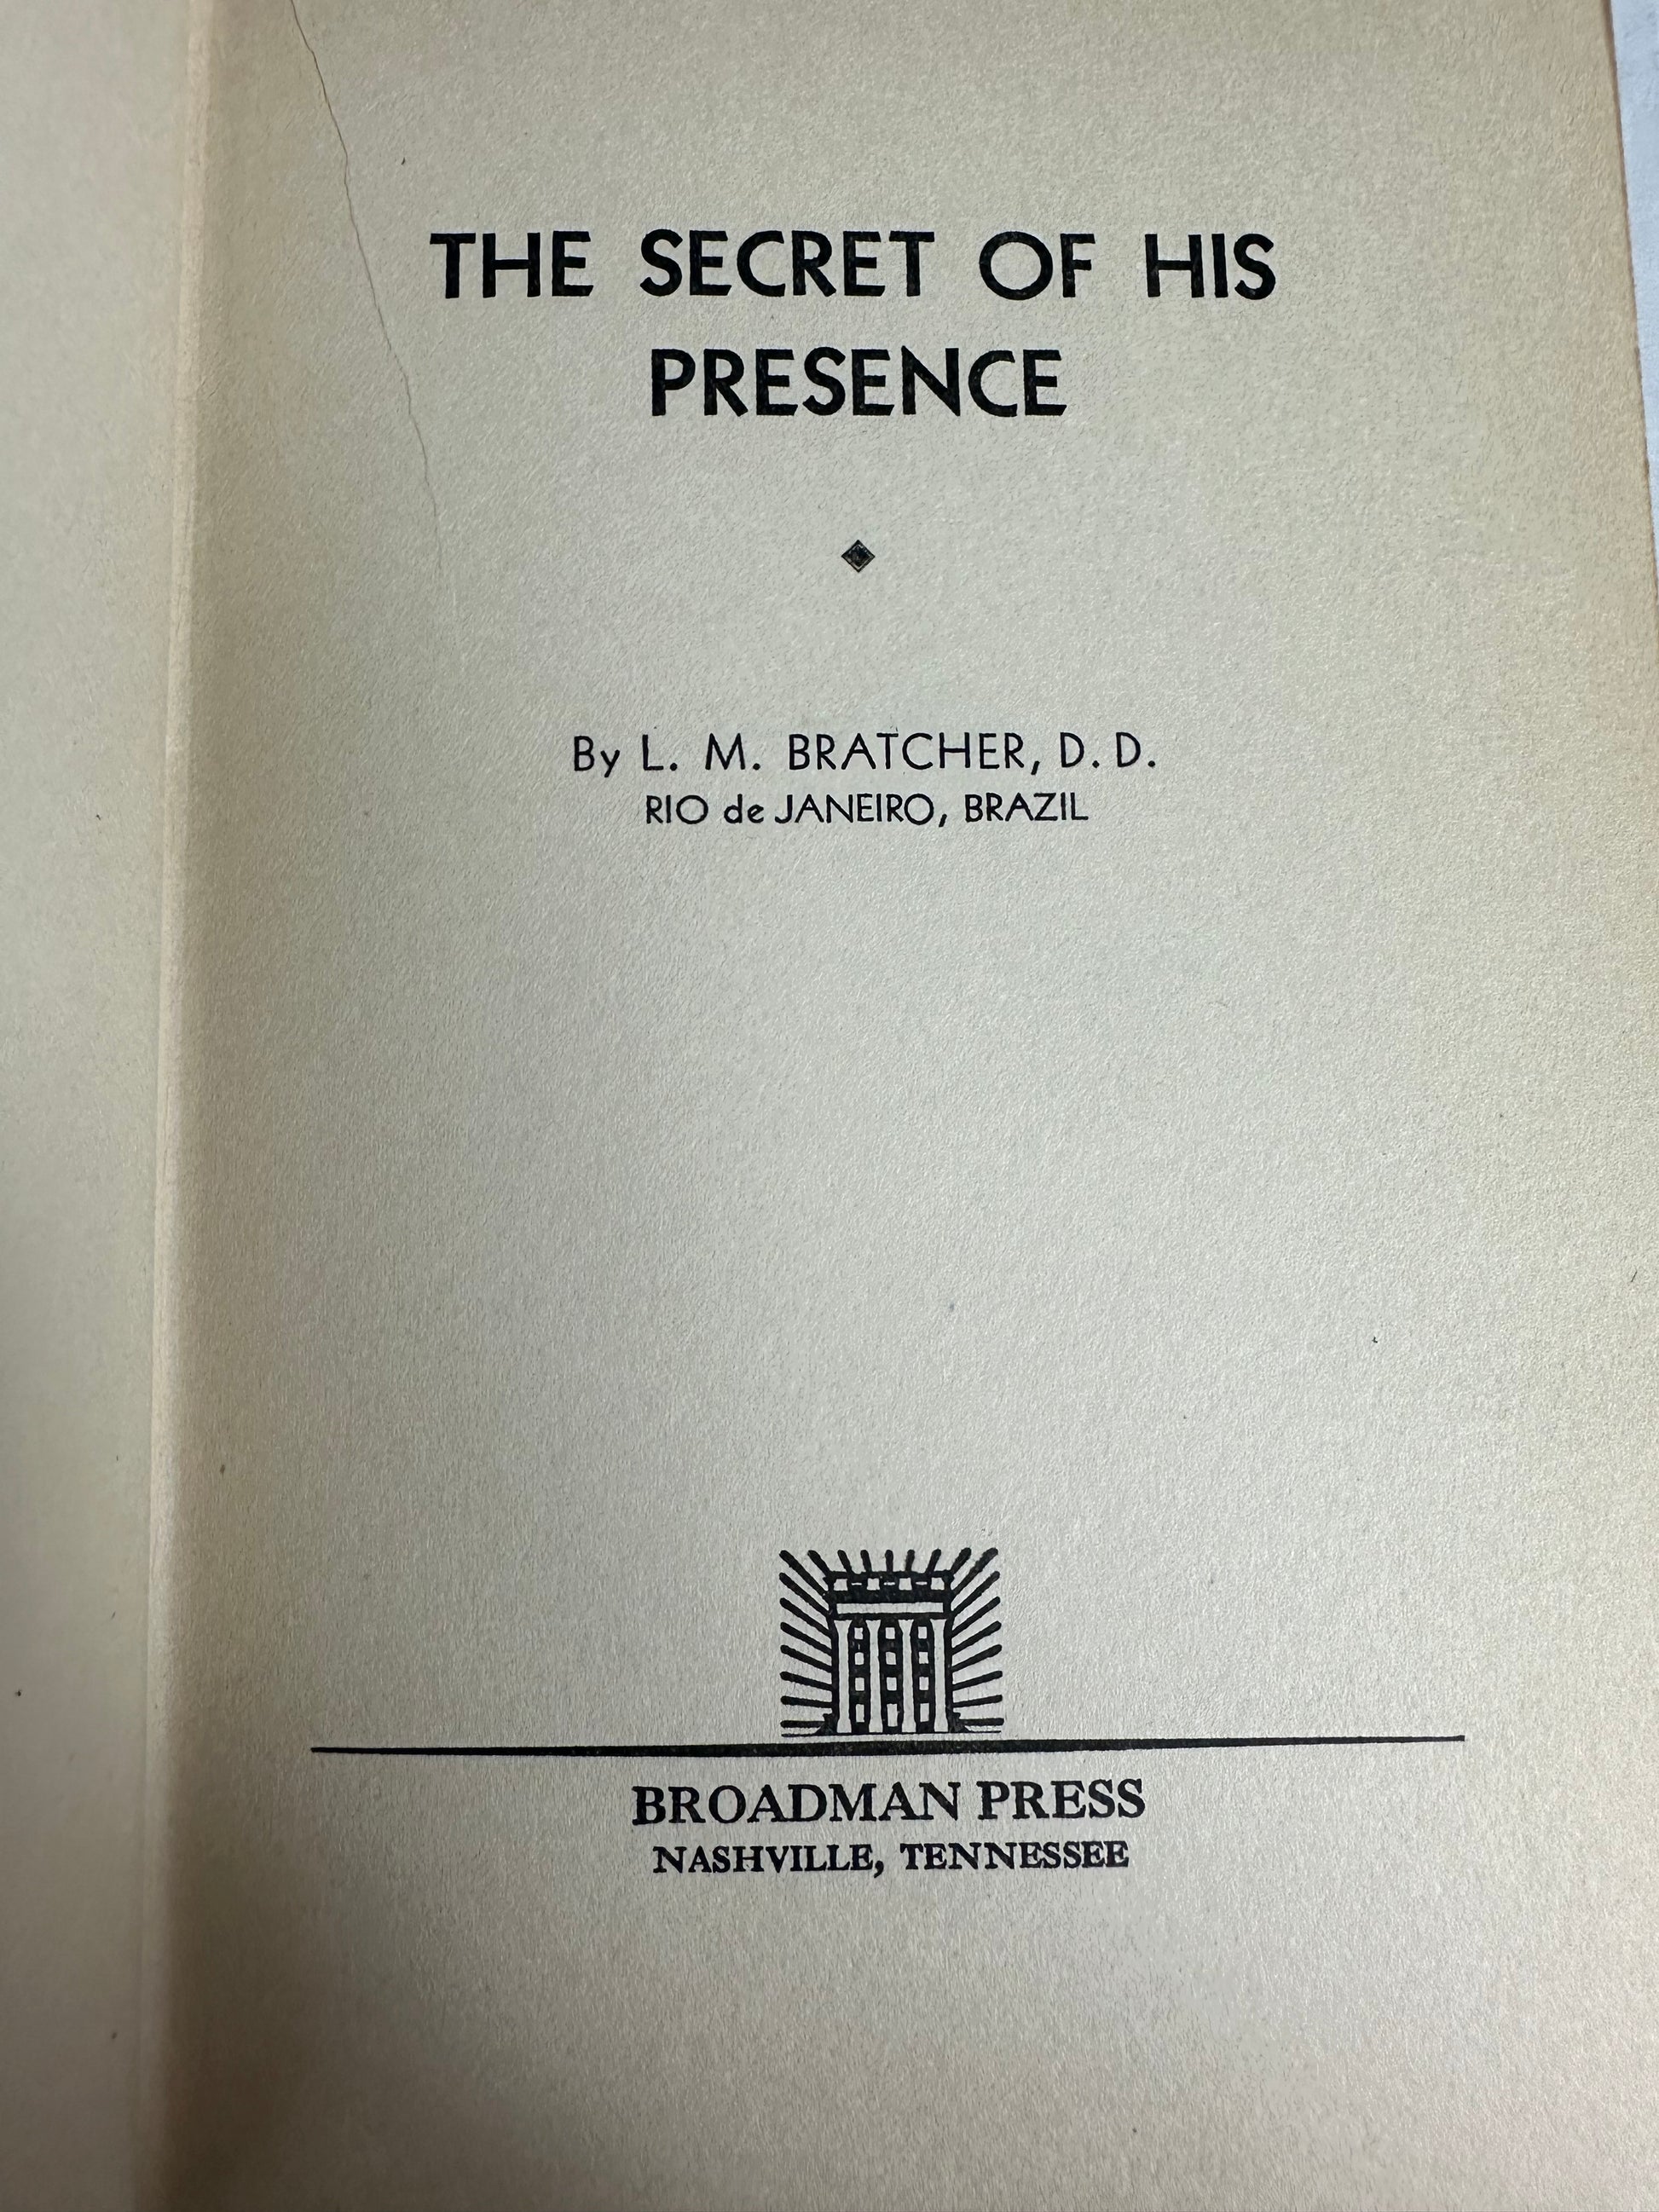 THE SECRET OF HIS
PRESENCE
By L. M. BRATCHER, D. D.
RIO de JANEIRO, BRAZIL
BROADMAN PRESS
NASHVILLE, TENNESSEE